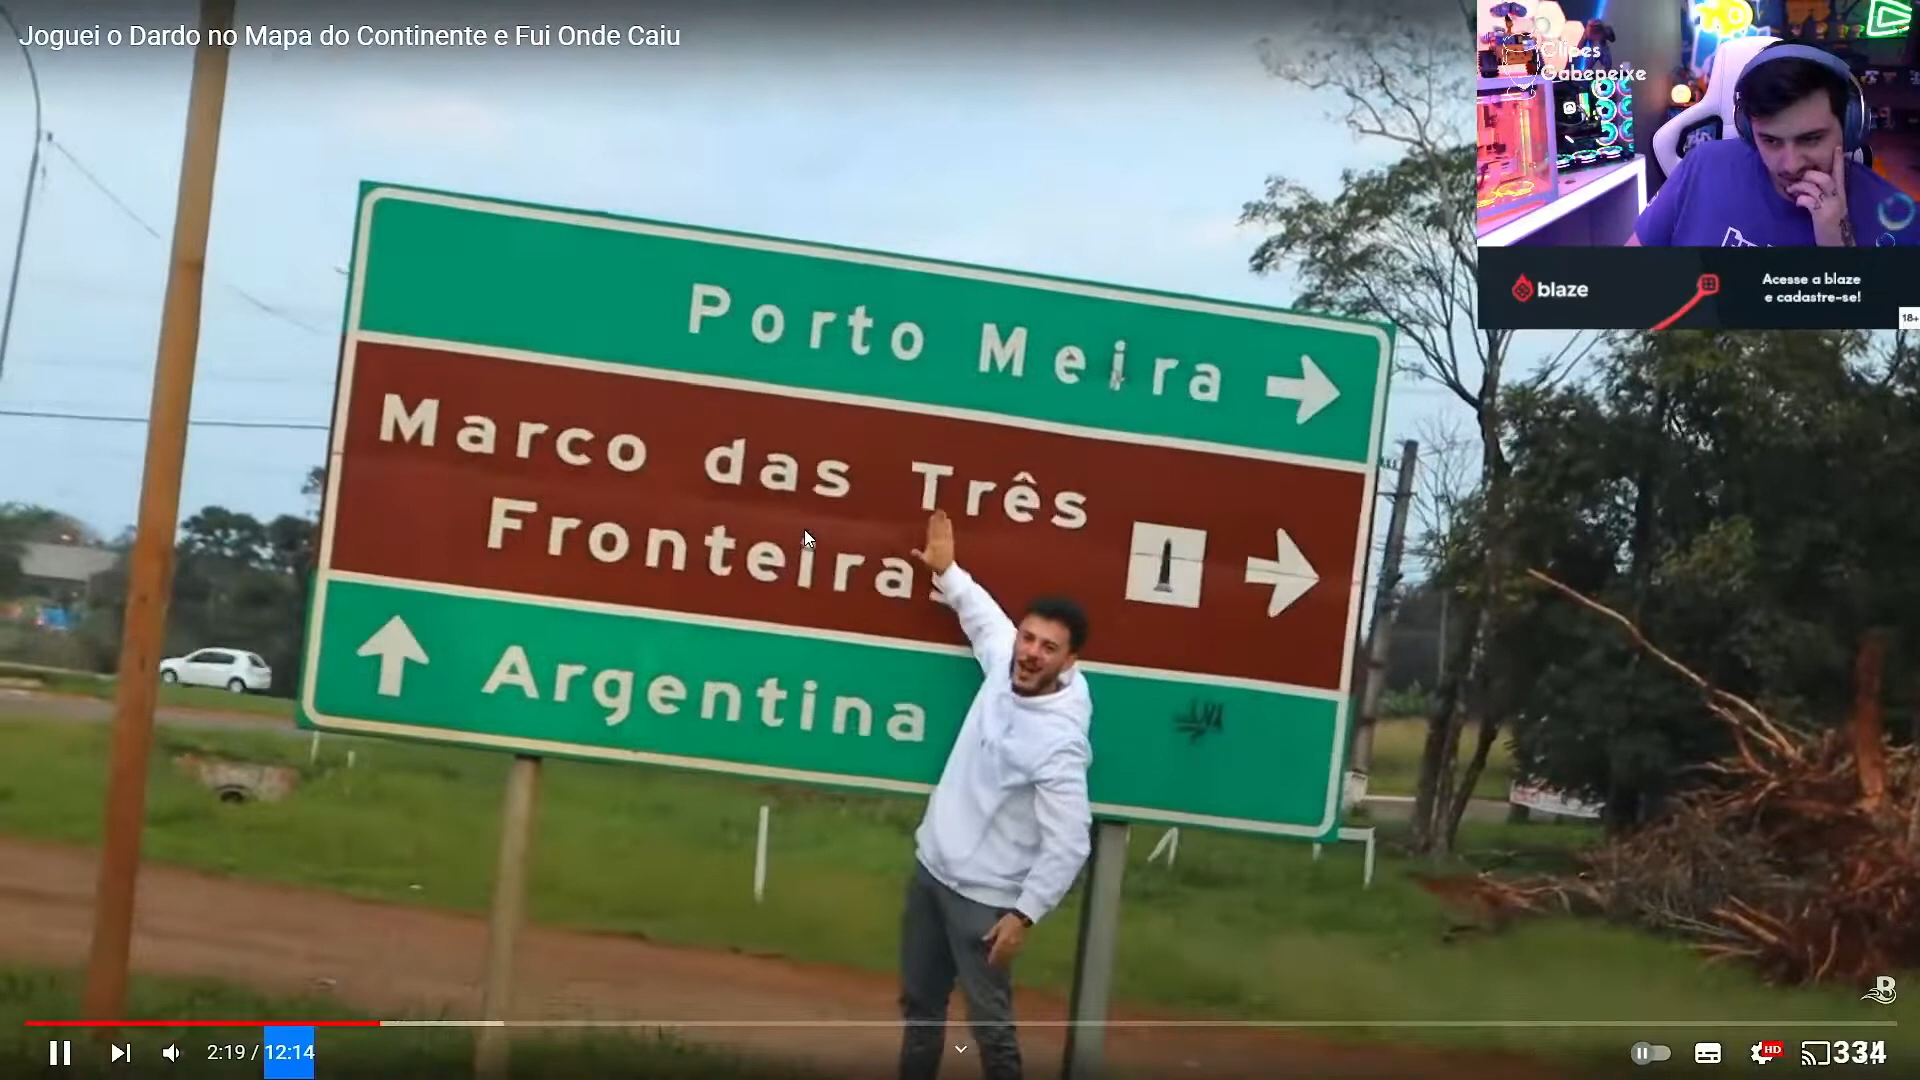 Joguei o Dardo no Mapa do Continente e Fui Onde Caiu
Clipes
Gabepeixe
blaze
Acesse a blaze
e cadastre-se!
18+
Porto Meira
Marco das Três
Fronteiras
Argentina
2:19 / 12:14
HD